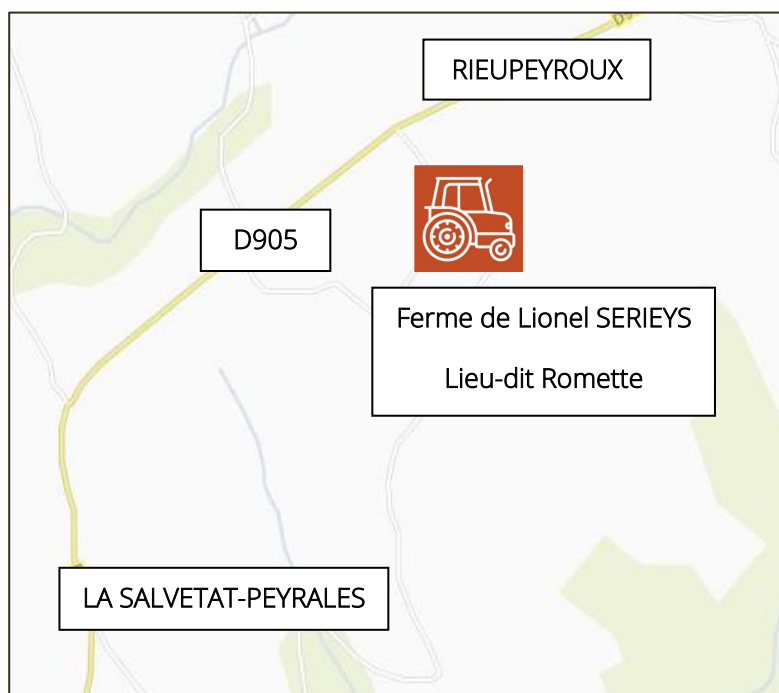 RIEUPEYROUX
D905
Ferme de Lionel SERIEYS
Lieu-dit Romette
LA SALVETAT-PEYRALES